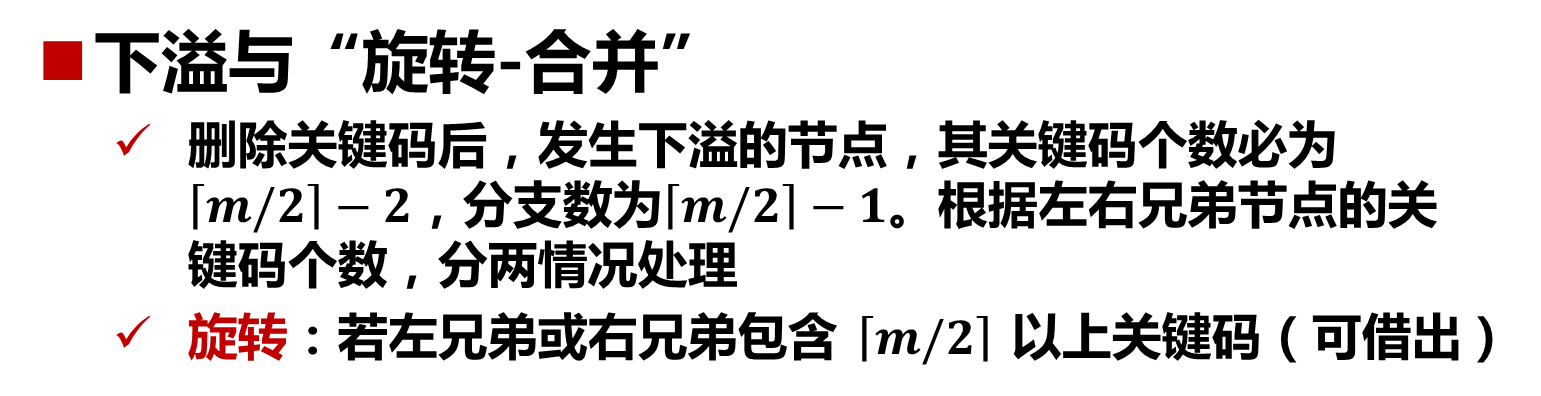 下溢与“旋转-合并”
删除关键码后，发生下溢的节点，其关键码个数必为
⌈m/2⌉ − 2，分支数为⌈m/2⌉ − 1。根据左右兄弟节点的关
键码个数，分两情况处理
旋转：若左兄弟或右兄弟包含 ⌈m/2⌉ 以上关键码（可借出）